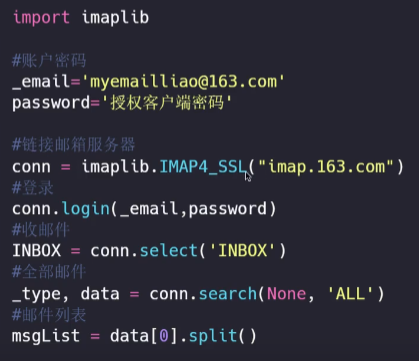 import imaplib
#账户密码
_email='myemailliao@163.com'
password='授权客户端密码'
#链接邮箱服务器
conn = imaplib.IMAP4_SSL("imap.163.com")
#登录
conn.login(_email,password)
#收邮件
INBOX = conn.select('INBOX')
#全部邮件
_type, data = conn.search(None, 'ALL')
#邮件列表
msgList = data[0].split()